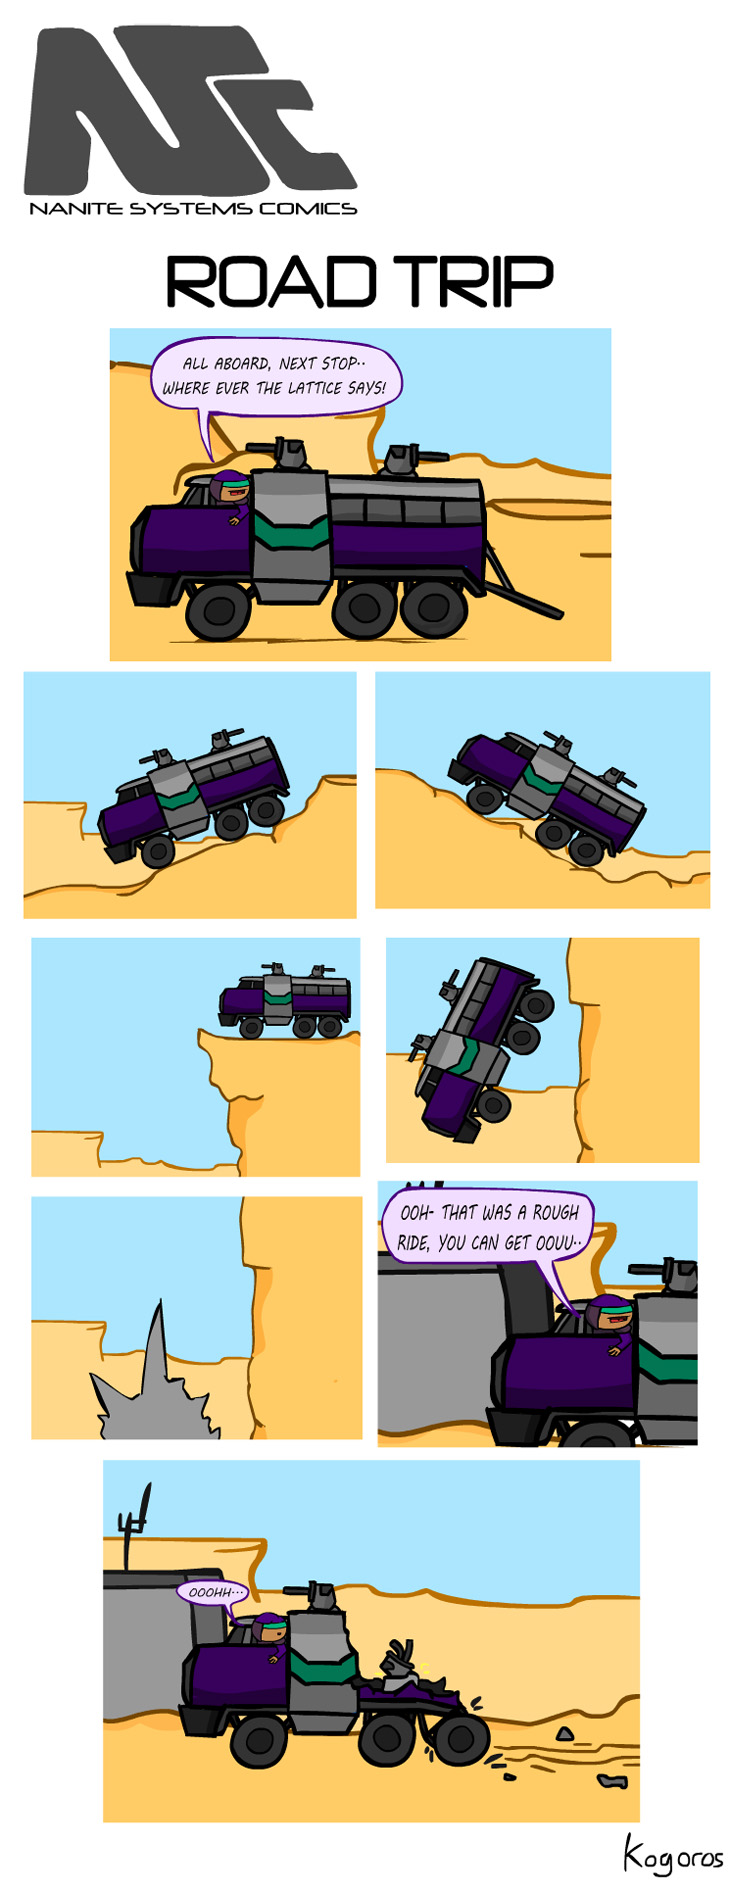 NSC
NANITE SYSTEMS COMICS
ROAD TRIP
ALL ABOARD, NEXT STOP..
WHERE EVER THE LATTICE SAYS!
OOH- THAT WAS A ROUGH
RIDE, YOU CAN GET OOUU..
OOOHH...
Kogoros